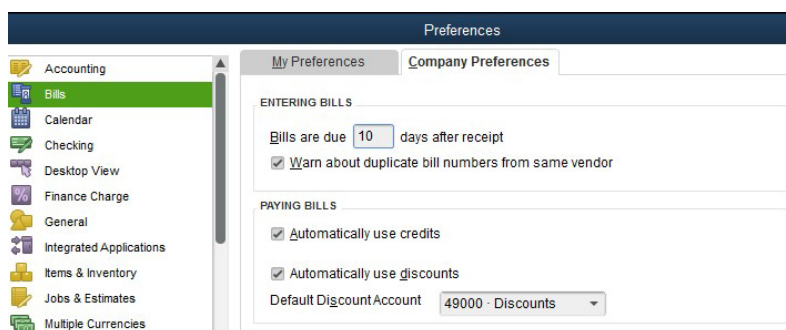 Preferences
My Preferences
Company Preferences
Accounting
Bills
Calendar
Checking
Desktop View
Finance Charge
General
Integrated Applications
Items & Inventory
Jobs & Estimates
Multiple Currencies
ENTERING BILLS
Bills are due 10 days after receipt
Warn about duplicate bill numbers from same vendor
PAYING BILLS
Automatically use credits
Automatically use discounts
Default Discount Account 49000 · Discounts